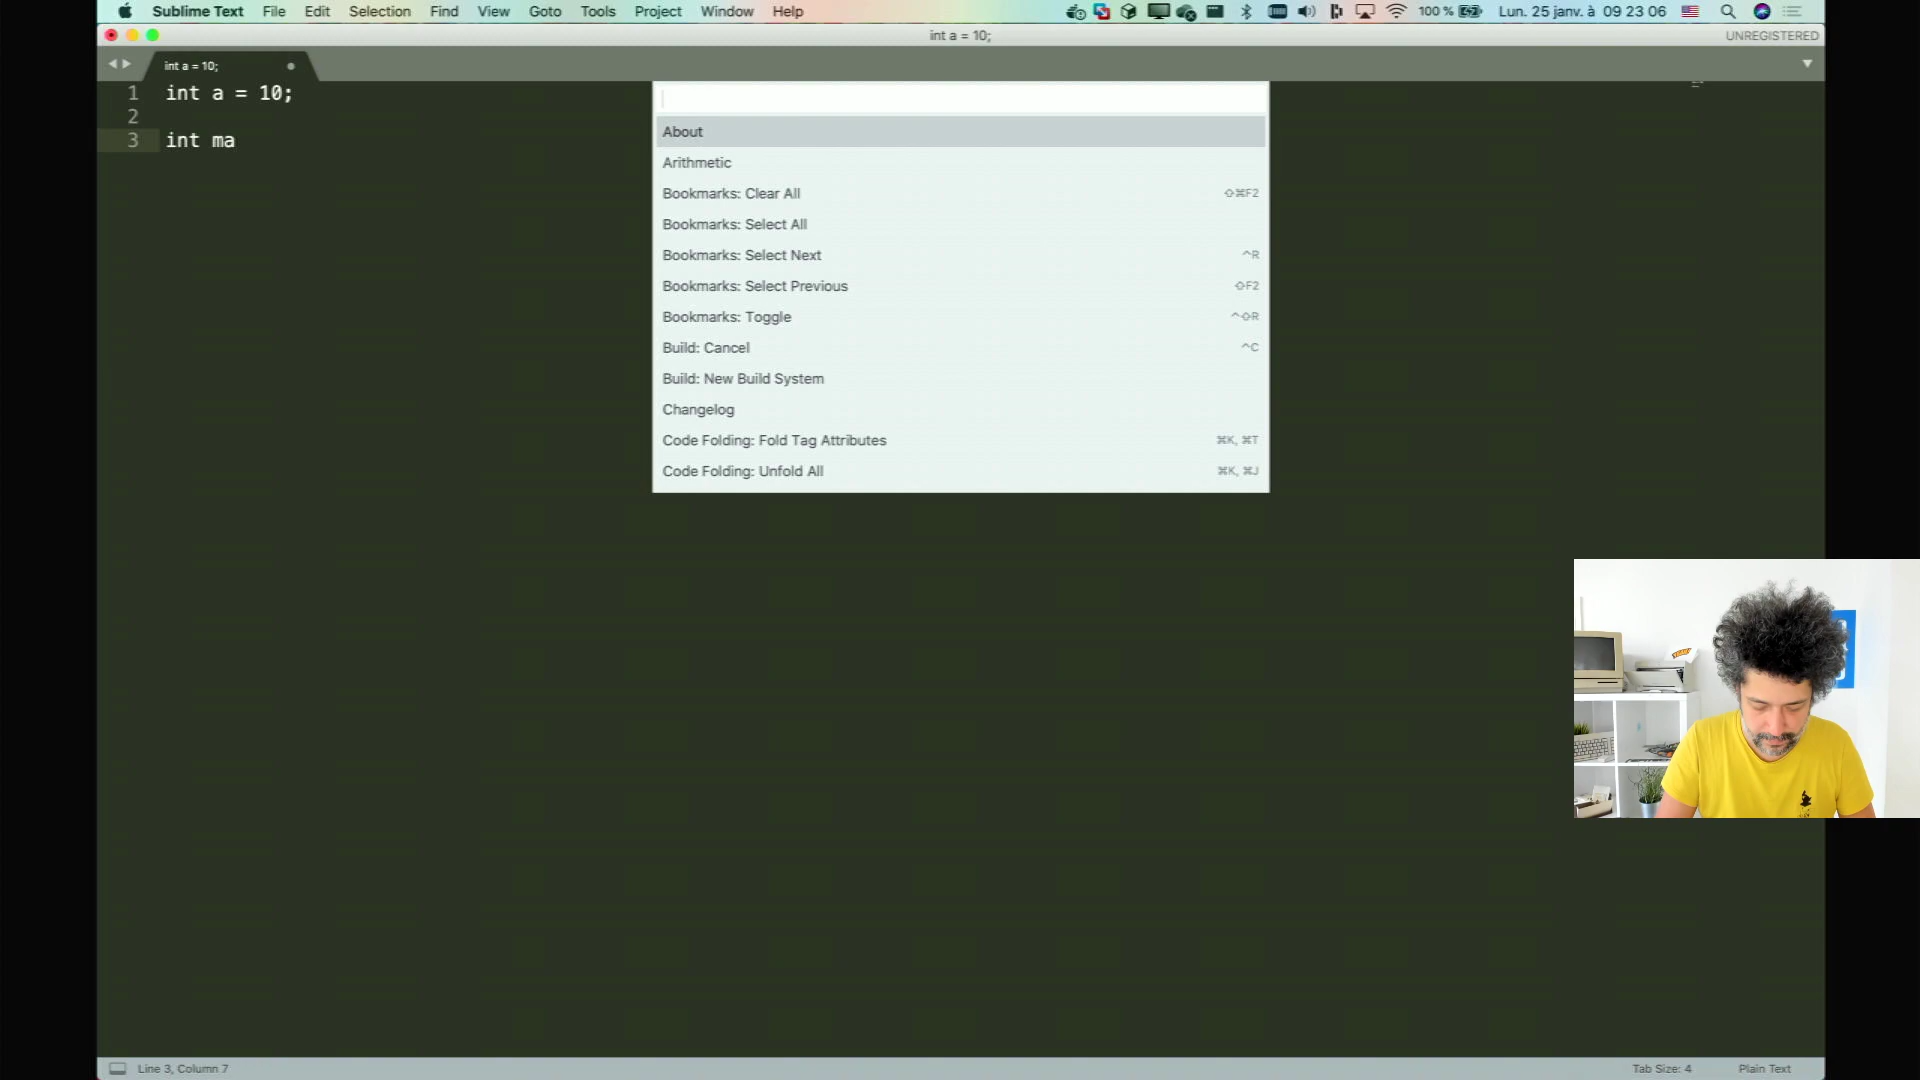 Sublime Text File Edit Selection Find View Goto Tools Project Window Help 100 % Lun. 25 janv. à 09 23 06
int a = 10;
UNREGISTERED
int a = 10;
1 int a = 10;
2
3 int ma
About
Arithmetic
Bookmarks: Clear All ⇧⌘F2
Bookmarks: Select All
Bookmarks: Select Next ^R
Bookmarks: Select Previous ⇧F2
Bookmarks: Toggle ^⇧R
Build: Cancel ^C
Build: New Build System
Changelog
Code Folding: Fold Tag Attributes ⌘K, ⌘T
Code Folding: Unfold All ⌘K, ⌘J
Line 3, Column 7 Tab Size: 4 Plain Text